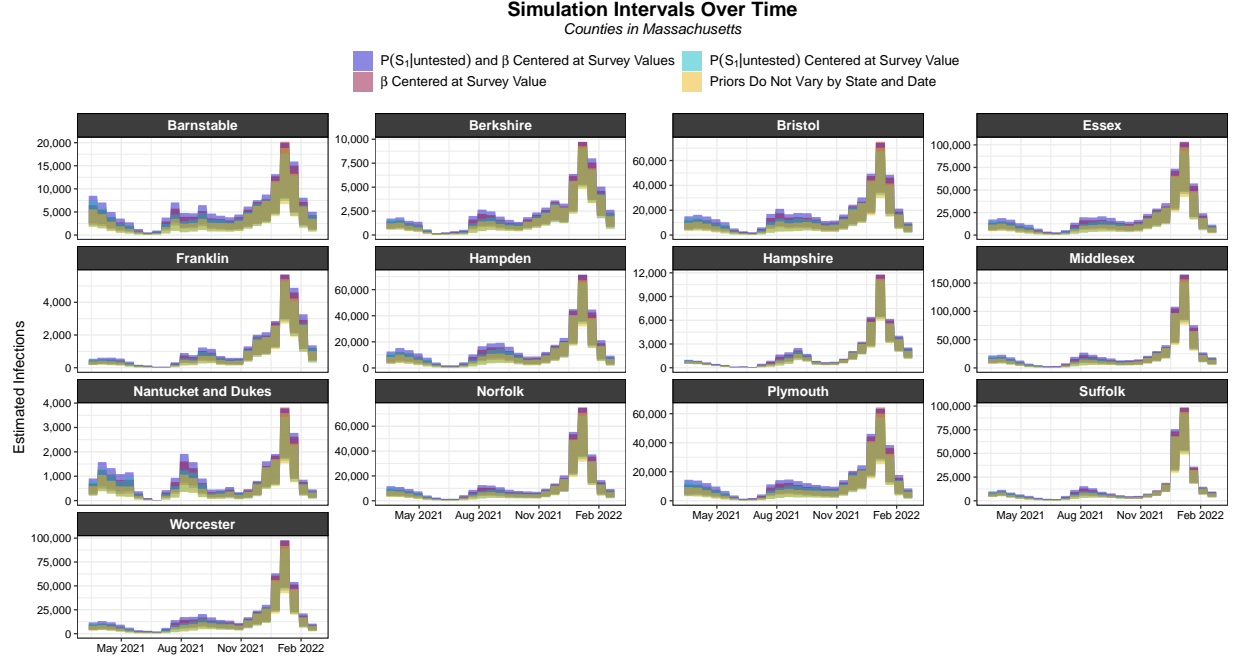 Simulation Intervals Over Time
Counties in Massachusetts
P(S₁|untested) and β Centered at Survey Values
P(S₁|untested) Centered at Survey Value
β Centered at Survey Value
Priors Do Not Vary by State and Date
Estimated Infections
Barnstable
20,000
15,000
10,000
5,000
0
Berkshire
10,000
7,500
5,000
2,500
0
Bristol
60,000
40,000
20,000
0
Essex
100,000
75,000
50,000
25,000
0
Franklin
4,000
2,000
0
Hampden
60,000
40,000
20,000
0
Hampshire
12,000
9,000
6,000
3,000
0
Middlesex
150,000
100,000
50,000
0
Nantucket and Dukes
4,000
3,000
2,000
1,000
0
Norfolk
60,000
40,000
20,000
0
May 2021 Aug 2021 Nov 2021 Feb 2022
Plymouth
60,000
40,000
20,000
0
May 2021 Aug 2021 Nov 2021 Feb 2022
Suffolk
100,000
75,000
50,000
25,000
0
May 2021 Aug 2021 Nov 2021 Feb 2022
Worcester
100,000
75,000
50,000
25,000
0
May 2021 Aug 2021 Nov 2021 Feb 2022